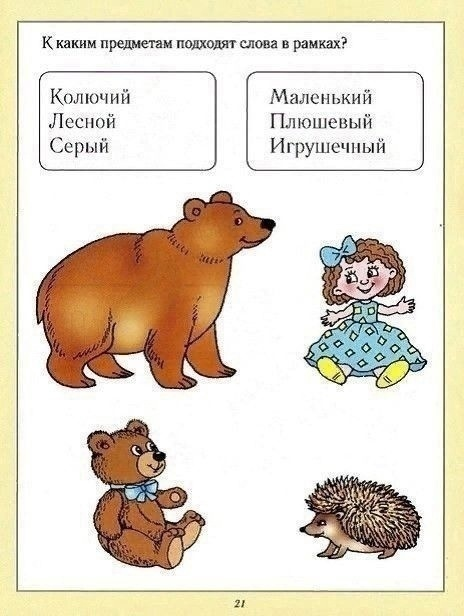 К каким предметам подходят слова в рамках?
Колючий
Лесной
Серый
Маленький
Плюшевый
Игрушечный
21